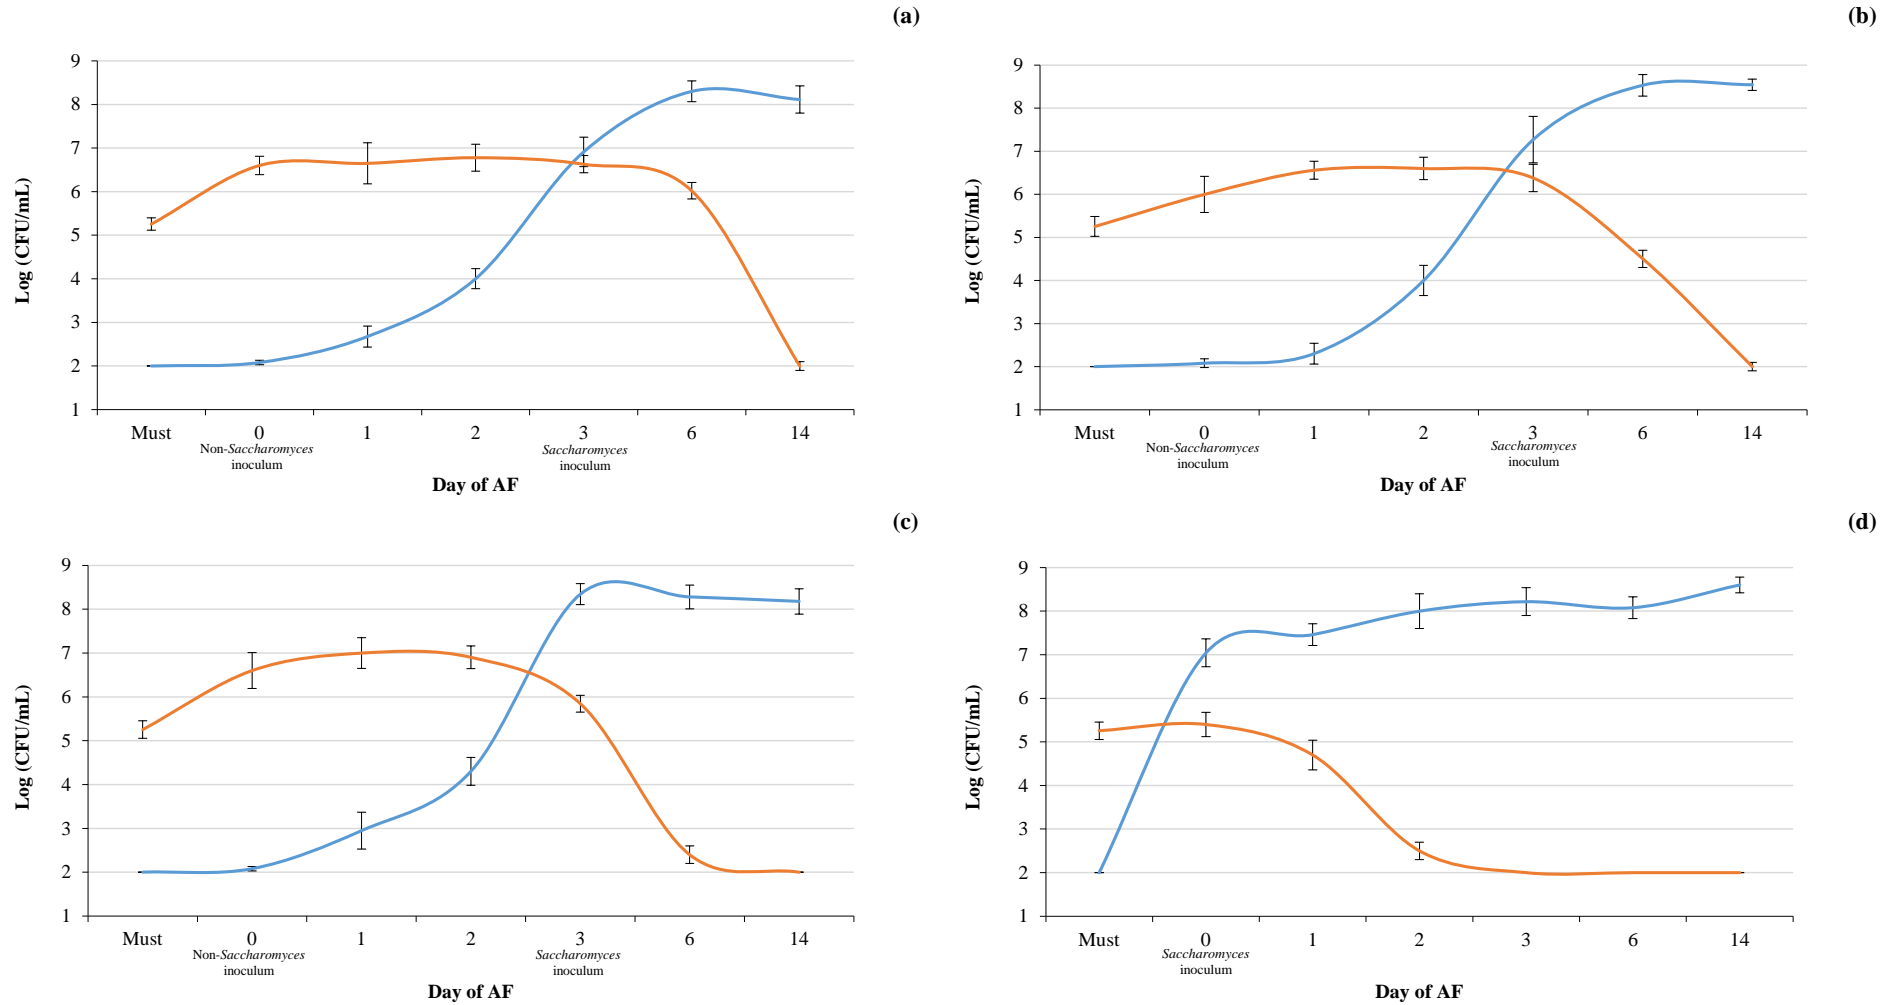 (a)
9
8
7
6
5
4
3
2
1
Log (CFU/mL)
Must 0 1 2 3 6 14
Non-Saccharomyces
inoculum
Saccharomyces
inoculum
Day of AF
(b)
9
8
7
6
5
4
3
2
1
Log (CFU/mL)
Must 0 1 2 3 6 14
Non-Saccharomyces
inoculum
Saccharomyces
inoculum
Day of AF
(c)
9
8
7
6
5
4
3
2
1
Log (CFU/mL)
Must 0 1 2 3 6 14
Non-Saccharomyces
inoculum
Saccharomyces
inoculum
Day of AF
(d)
9
8
7
6
5
4
3
2
1
Log (CFU/mL)
Must 0 1 2 3 6 14
Saccharomyces
inoculum
Day of AF